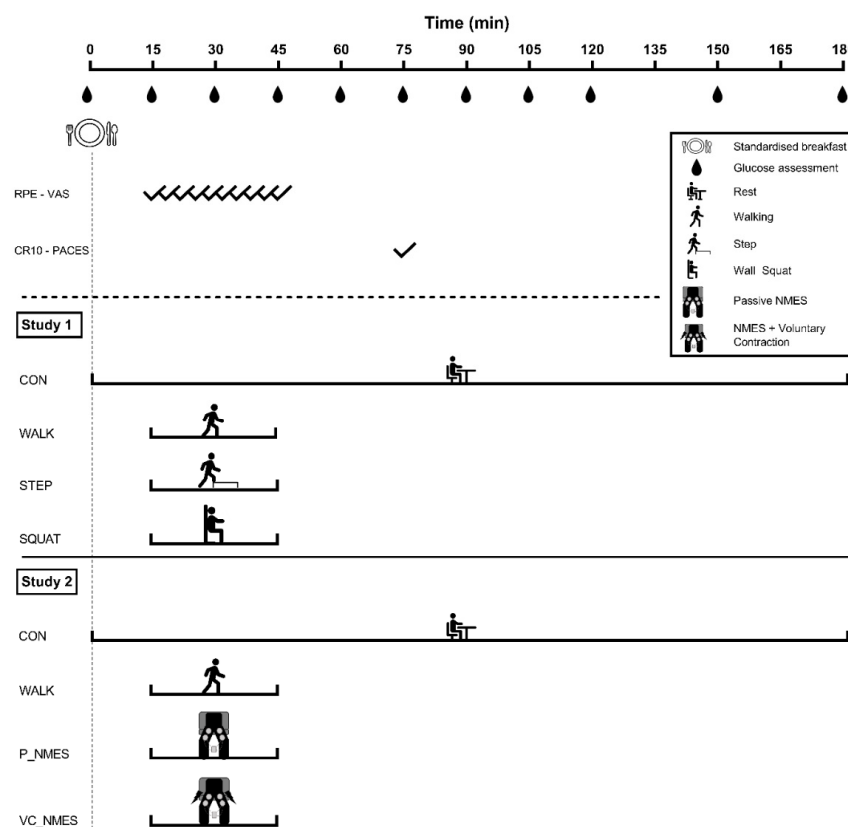 Time (min)
0 15 30 45 60 75 90 105 120 135 150 165 18
Standardised breakfast
Glucose assessment
RPE - VAS
Rest
Walking
CR10 - PACES
Step
Wall Squat
Passive NMES
Study 1
NMES + Voluntary
Contraction
CON
WALK
STEP
SQUAT
Study 2
CON
WALK
P_NMES
VC_NMES